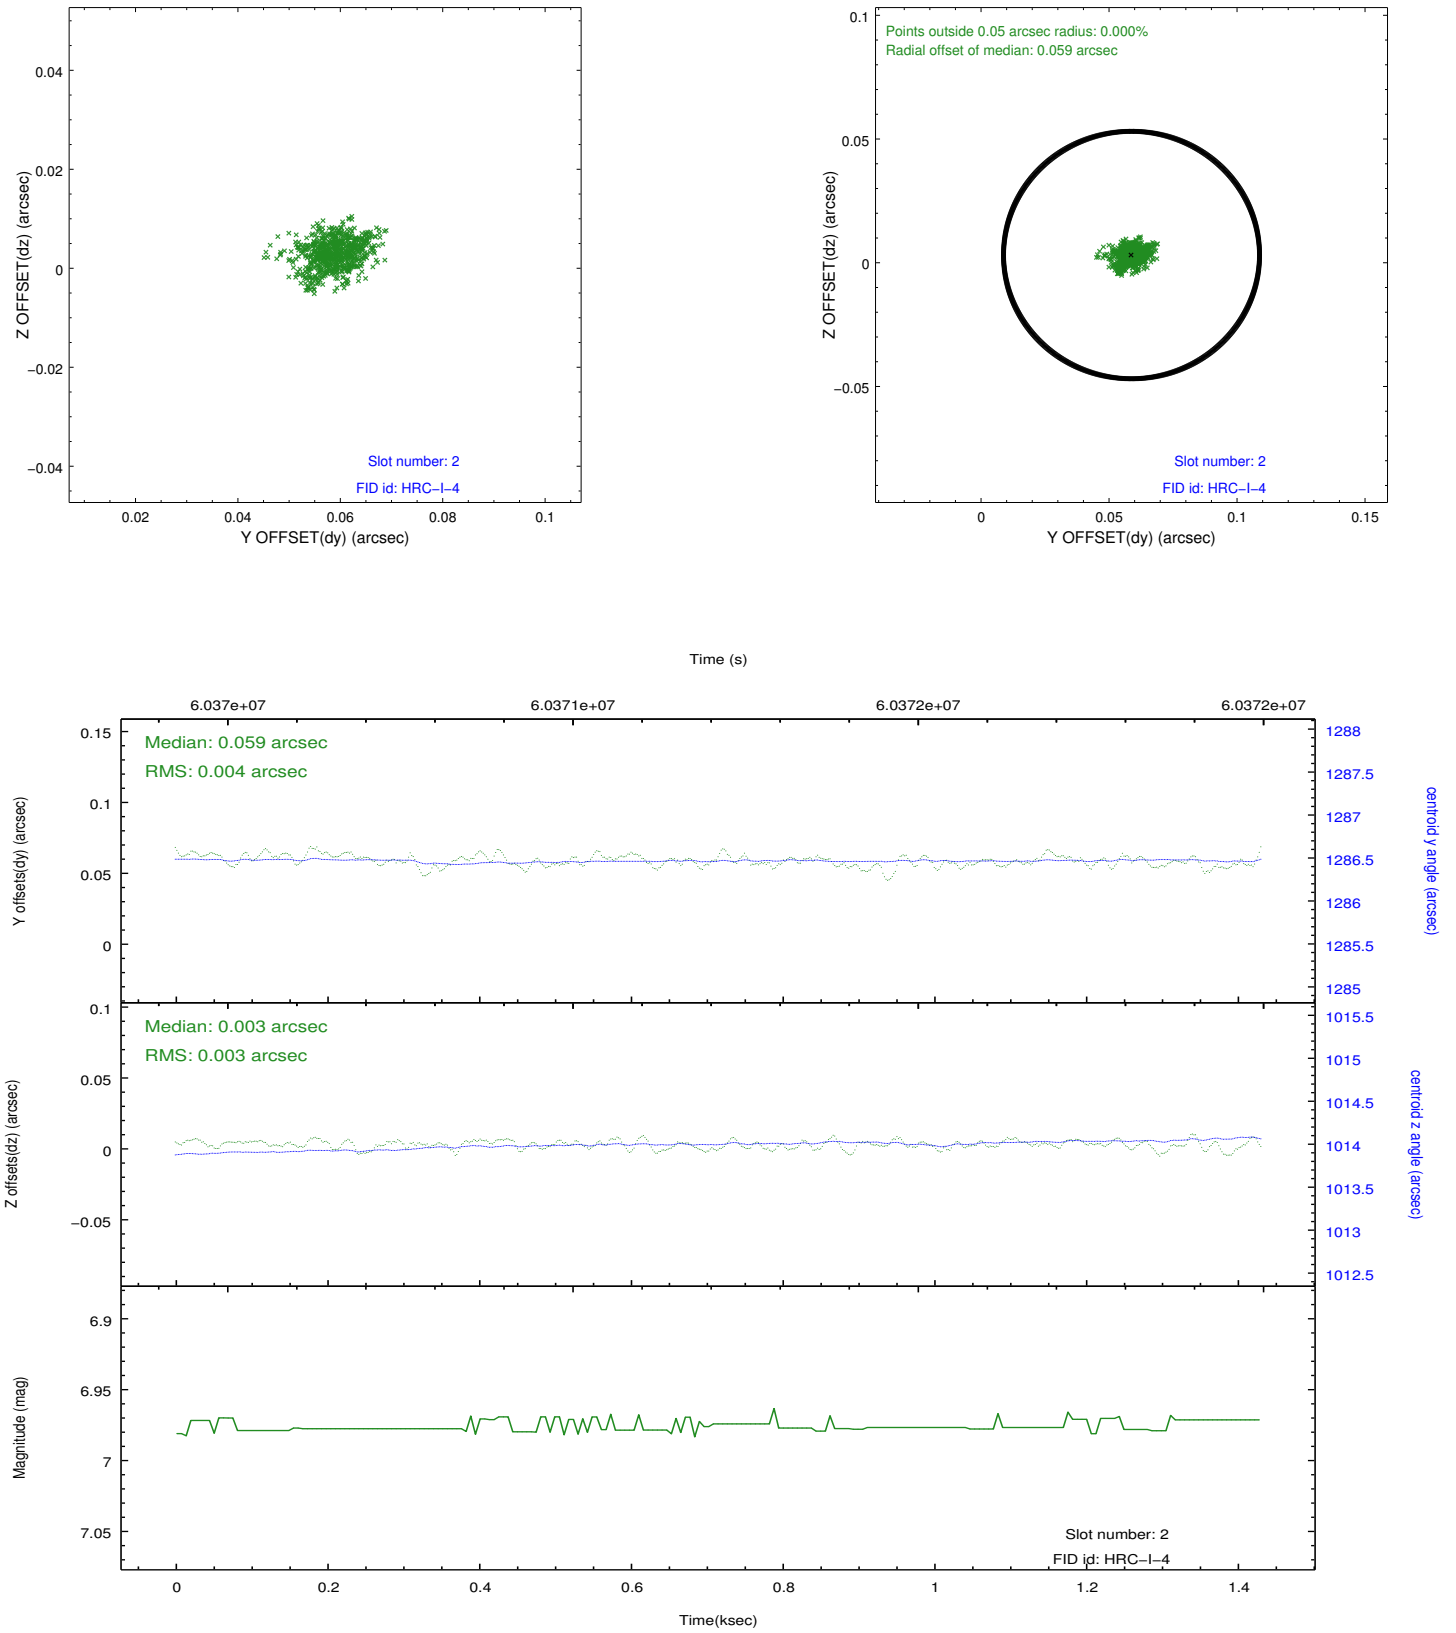 0.04
0.02
0
−0.02
−0.04
Z OFFSET(dz) (arcsec)
Slot number: 2
FID id: HRC−I−4
0.02 0.04 0.06 0.08 0.1
Y OFFSET(dy) (arcsec)
0.1
0.05
0
−0.05
Z OFFSET(dz) (arcsec)
Points outside 0.05 arcsec radius: 0.000%
Radial offset of median: 0.059 arcsec
Slot number: 2
FID id: HRC−I−4
0 0.05 0.1 0.15
Y OFFSET(dy) (arcsec)
Time (s)
6.037e+07 6.0371e+07 6.0372e+07 6.0372e+07
0.15
0.1
0.05
0
Y offsets(dy) (arcsec)
Median: 0.059 arcsec
RMS: 0.004 arcsec
1288
1287.5
1287
1286.5
1286
1285.5
1285
centroid y angle (arcsec)
0.1
0.05
0
−0.05
Z offsets(dz) (arcsec)
Median: 0.003 arcsec
RMS: 0.003 arcsec
1015.5
1015
1014.5
1014
1013.5
1013
1012.5
centroid z angle (arcsec)
6.9
6.95
7
7.05
Magnitude (mag)
Slot number: 2
FID id: HRC−I−4
0 0.2 0.4 0.6 0.8 1 1.2 1.4
Time(ksec)